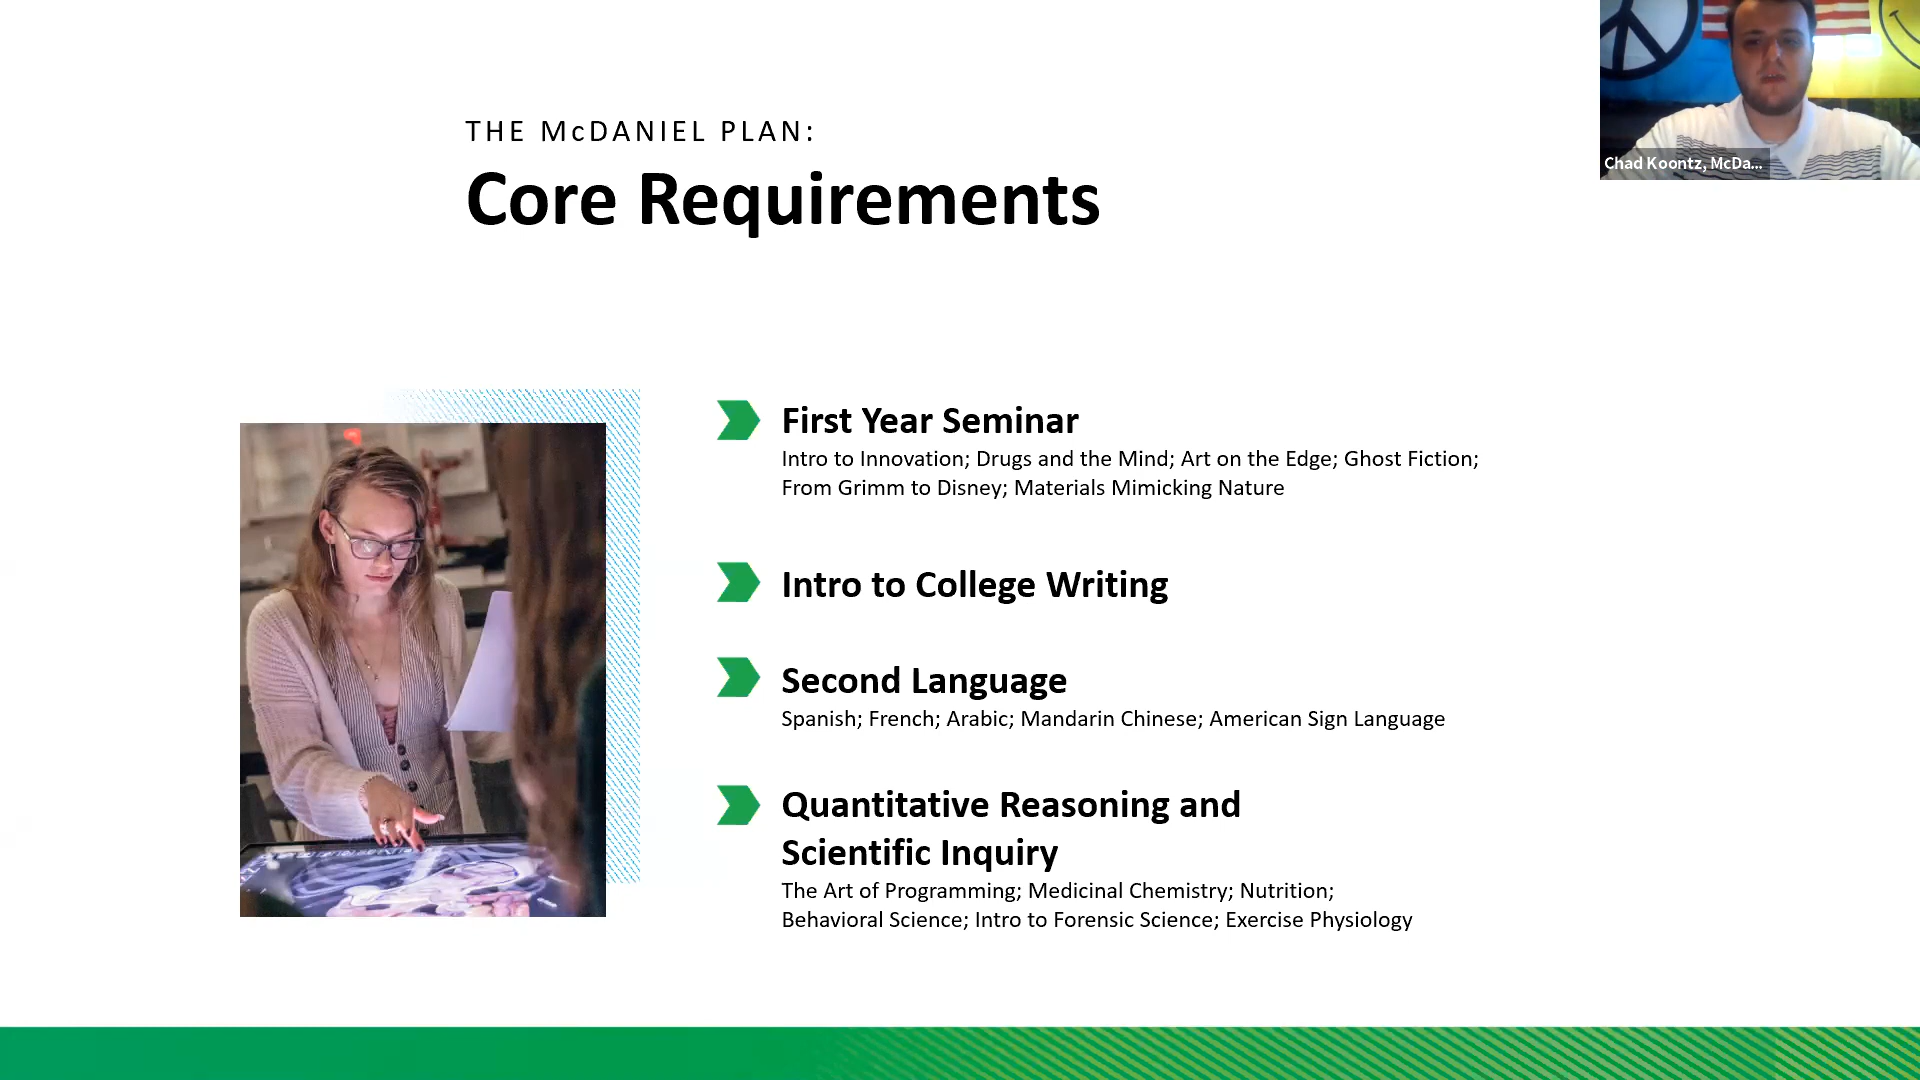 THE McDANIEL PLAN:
Core Requirements
Chad Koontz, McDa...
First Year Seminar
Intro to Innovation; Drugs and the Mind; Art on the Edge; Ghost Fiction;
From Grimm to Disney; Materials Mimicking Nature
Intro to College Writing
Second Language
Spanish; French; Arabic; Mandarin Chinese; American Sign Language
Quantitative Reasoning and
Scientific Inquiry
The Art of Programming; Medicinal Chemistry; Nutrition;
Behavioral Science; Intro to Forensic Science; Exercise Physiology